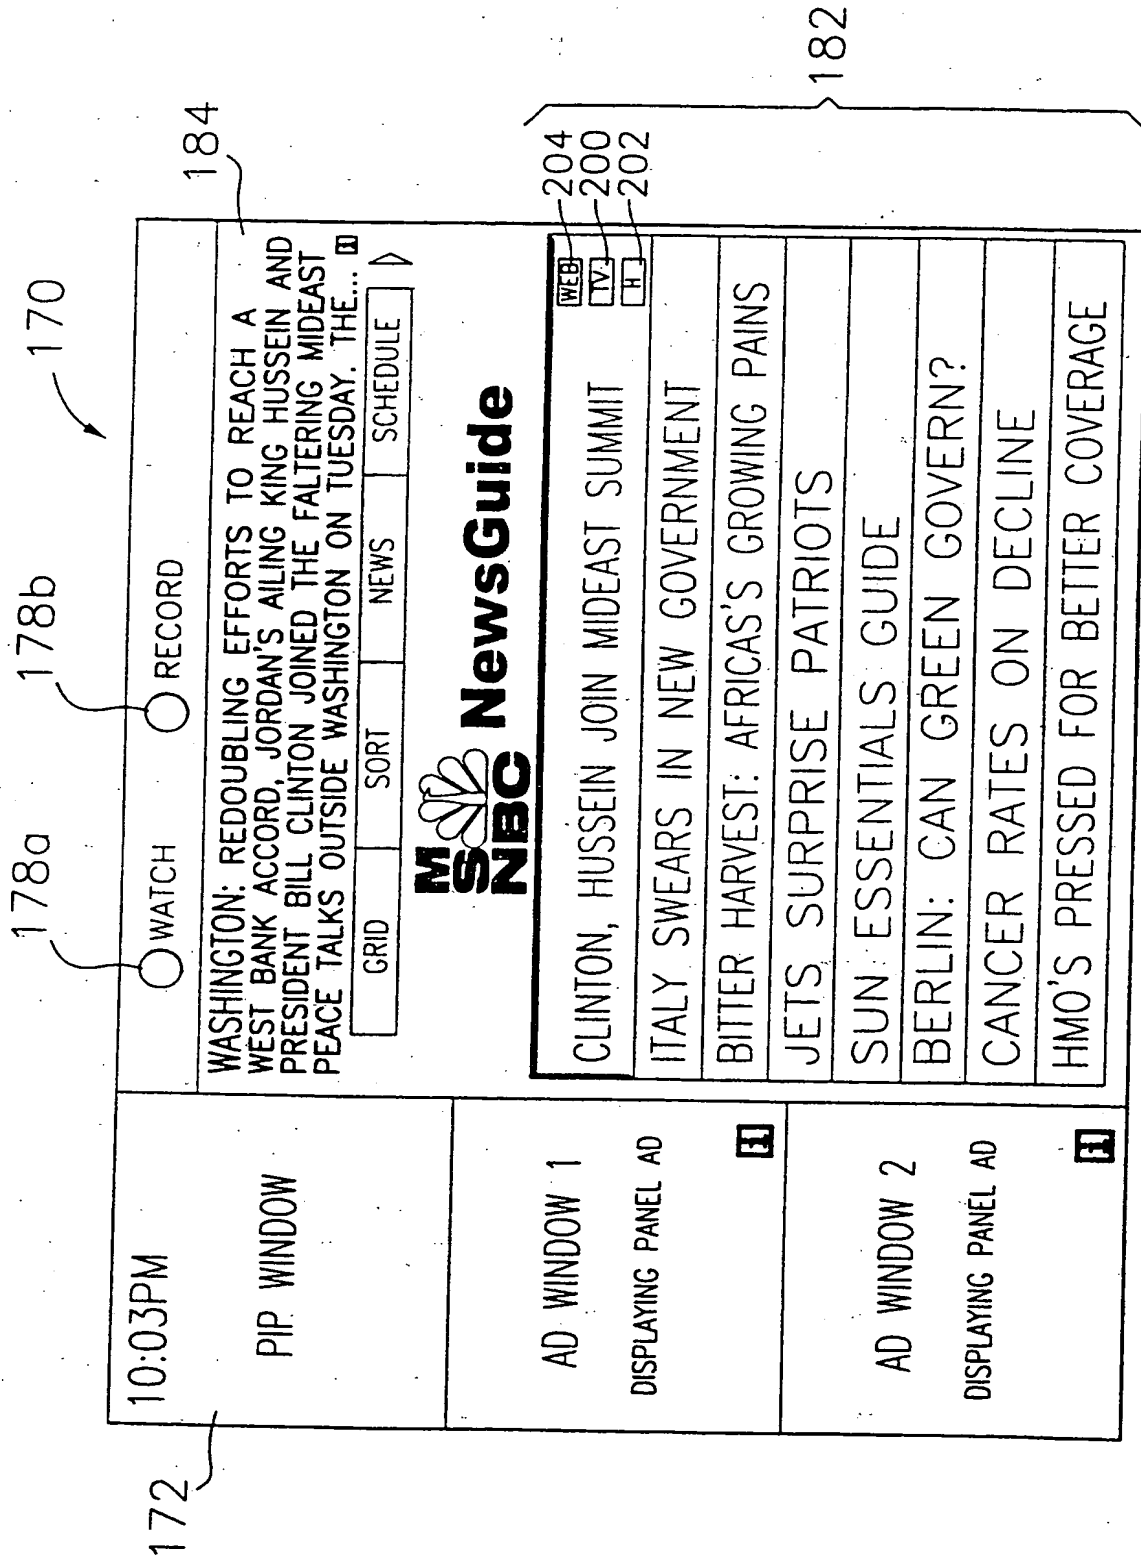 170
178a
178b
184
172
10:03PM
PIP WINDOW
WATCH
RECORD
WASHINGTON: REDOUBLING EFFORTS TO REACH A
WEST BANK ACCORD, JORDAN'S AILING KING HUSSEIN AND
PRESIDENT BILL CLINTON JOINED THE FALTERING MIDEAST
PEACE TALKS OUTSIDE WASHINGTON ON TUESDAY. THE... i
GRID SORT NEWS SCHEDULE
MSNBC NewsGuide
AD WINDOW 1
DISPLAYING PANEL AD
i
AD WINDOW 2
DISPLAYING PANEL AD
i
CLINTON, HUSSEIN JOIN MIDEAST SUMMIT
WEB
TV
H
204
200
202
ITALY SWEARS IN NEW GOVERNMENT
BITTER HARVEST: AFRICAS'S GROWING PAINS
JETS SURPRISE PATRIOTS
SUN ESSENTIALS GUIDE
BERLIN: CAN GREEN GOVERN?
CANCER RATES ON DECLINE
HMO'S PRESSED FOR BETTER COVERAGE
182